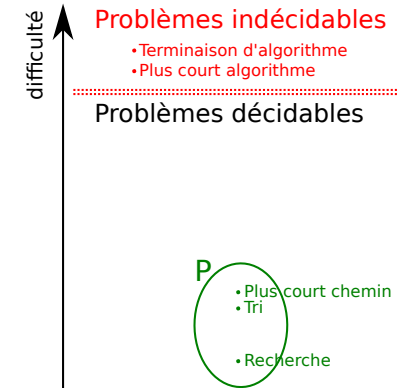 difficulté
Problèmes indécidables
•Terminaison d'algorithme
•Plus court algorithme
Problèmes décidables
P
•Plus court chemin
•Tri
•Recherche